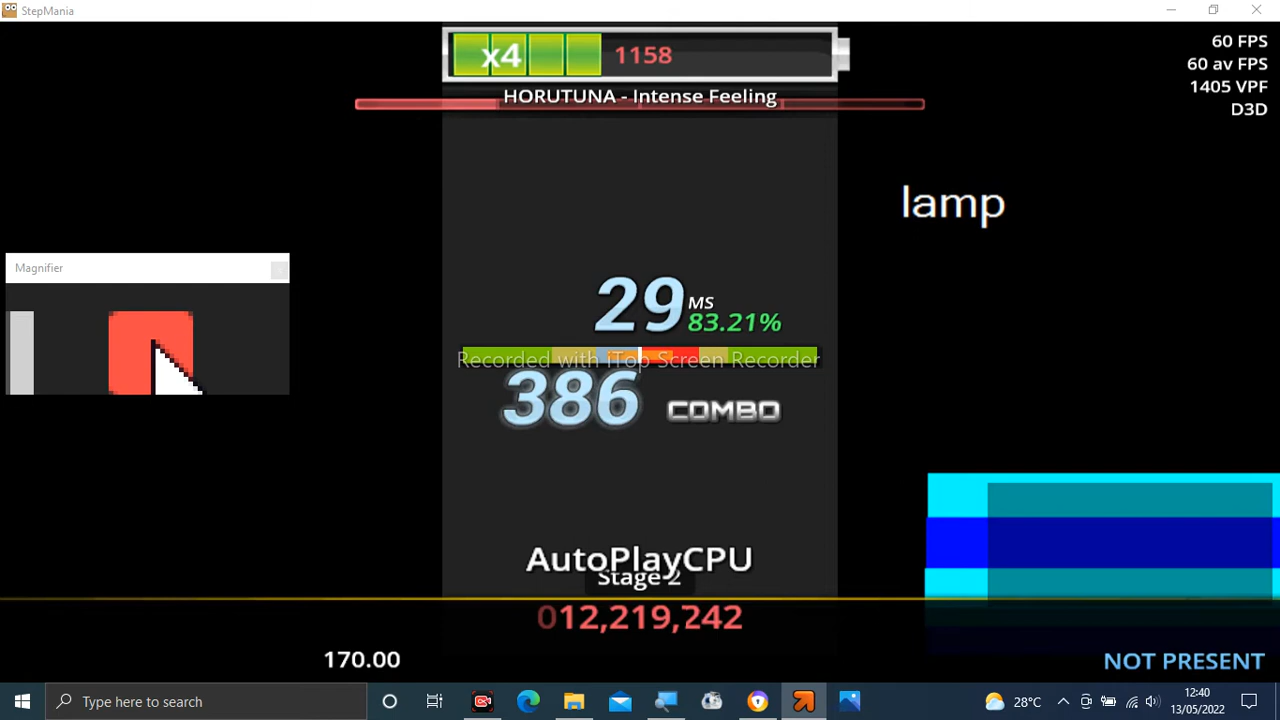 StepMania
x4 1158
60 FPS
60 av FPS
1405 VPF
D3D
HORUTUNA - Intense Feeling
lamp
Magnifier
29 MS
83.21%
Recorded with iTop Screen Recorder
386 COMBO
AutoPlayCPU
Stage 2
012,219,242
170.00
NOT PRESENT
Type here to search
28°C
12:40
13/05/2022